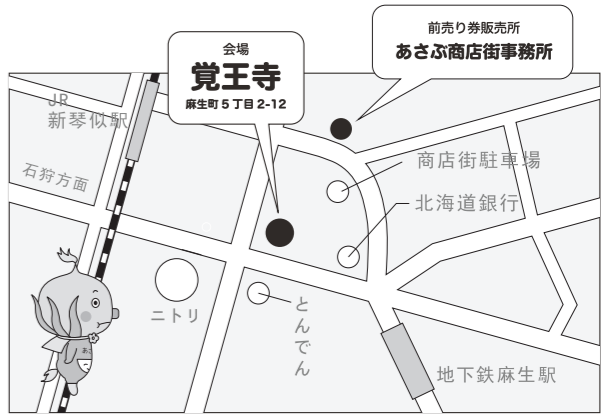 前売り券販売所
あさぶ商店街事務所
会場
覚王寺
麻生町5丁目2-12
JR
新琴似駅
商店街駐車場
石狩方面
北海道銀行
ニトリ
とんでん
地下鉄麻生駅
あさ